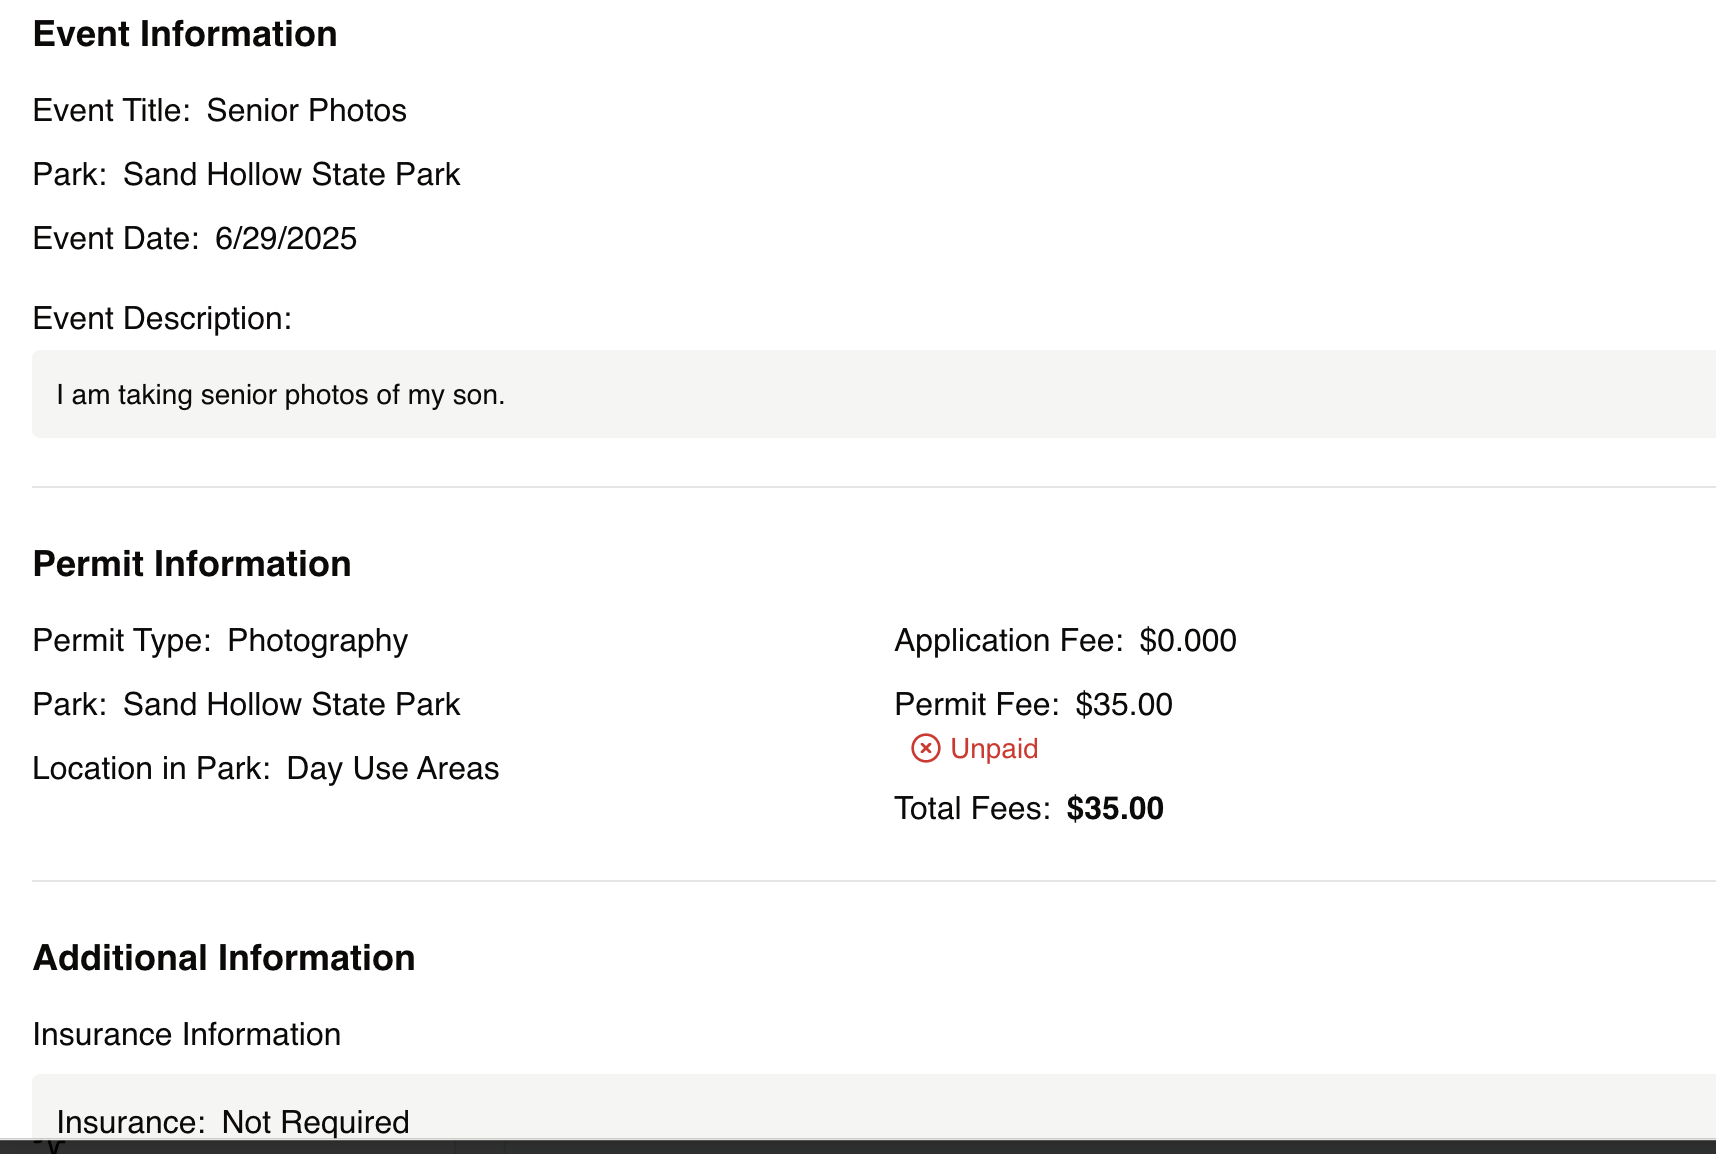 Event Information
Event Title: Senior Photos
Park: Sand Hollow State Park
Event Date: 6/29/2025
Event Description:
I am taking senior photos of my son.
Permit Information
Permit Type: Photography
Park: Sand Hollow State Park
Location in Park: Day Use Areas
Application Fee: $0.000
Permit Fee: $35.00
Unpaid
Total Fees: $35.00
Additional Information
Insurance Information
Insurance: Not Required